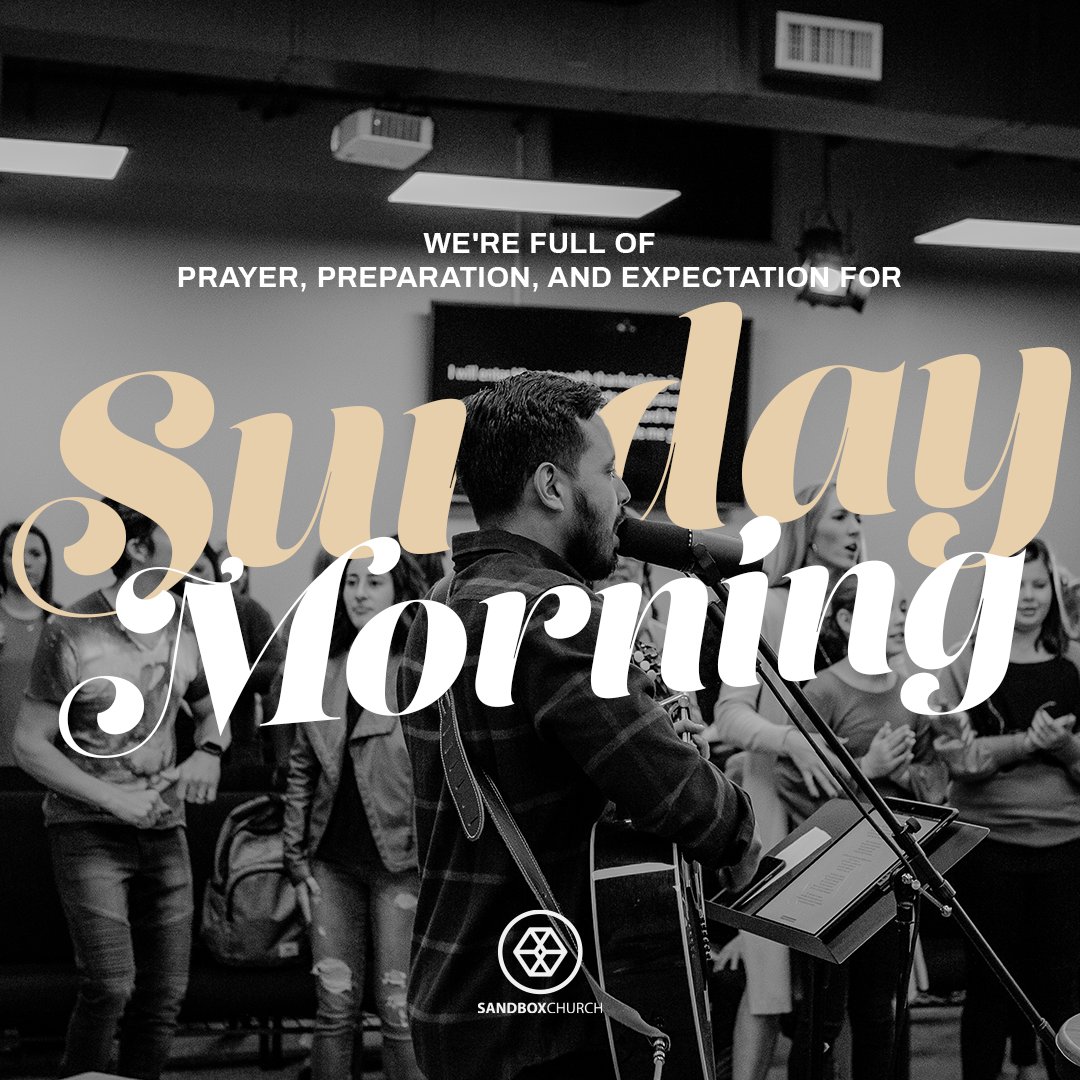 WE'RE FULL OF
PRAYER, PREPARATION, AND EXPECTATION FOR
Sunday
Morning
SANDBOXCHURCH